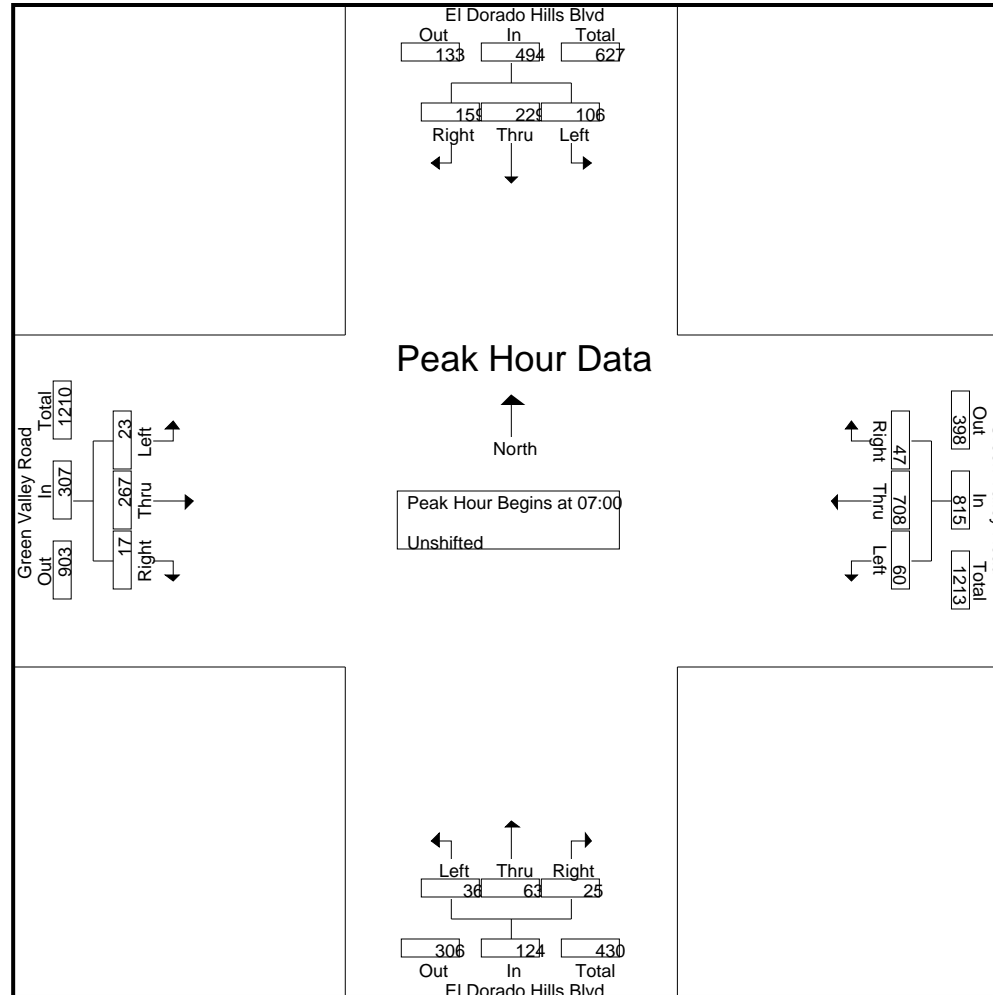 El Dorado Hills Blvd
Out In Total
133 494 627
159 229 106
Right Thru Left
Peak Hour Data
North
Peak Hour Begins at 07:00
Unshifted
Green Valley Road
Total In Out
1210 307 903
23 267 17
Left Thru Right
Right Thru Left
47 708 60
398 815 1213
Out In Total
Left Thru Right
36 63 25
306 124 430
Out In Total
El Dorado Hills Blvd